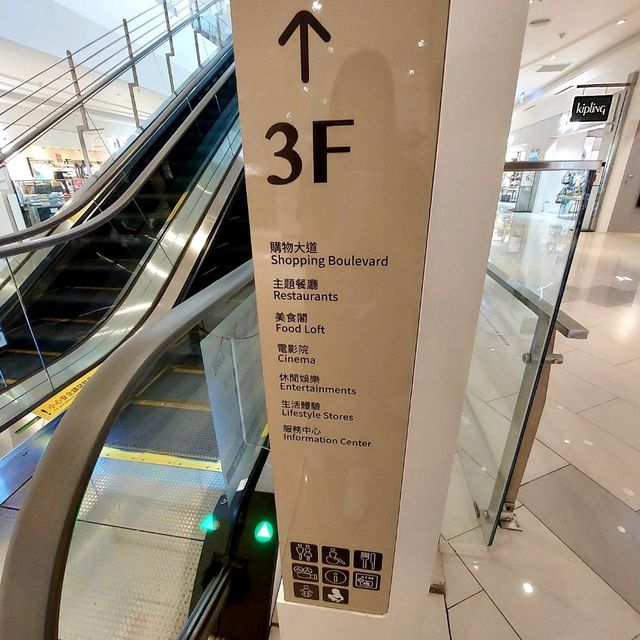 3F
購物大道
Shopping Boulevard
主題餐廳
Restaurants
美食閣
Food Loft
電影院
Cinema
休閒娛樂
Entertainments
生活體驗
Lifestyle Stores
服務中心
Information Center
ATM
kipling